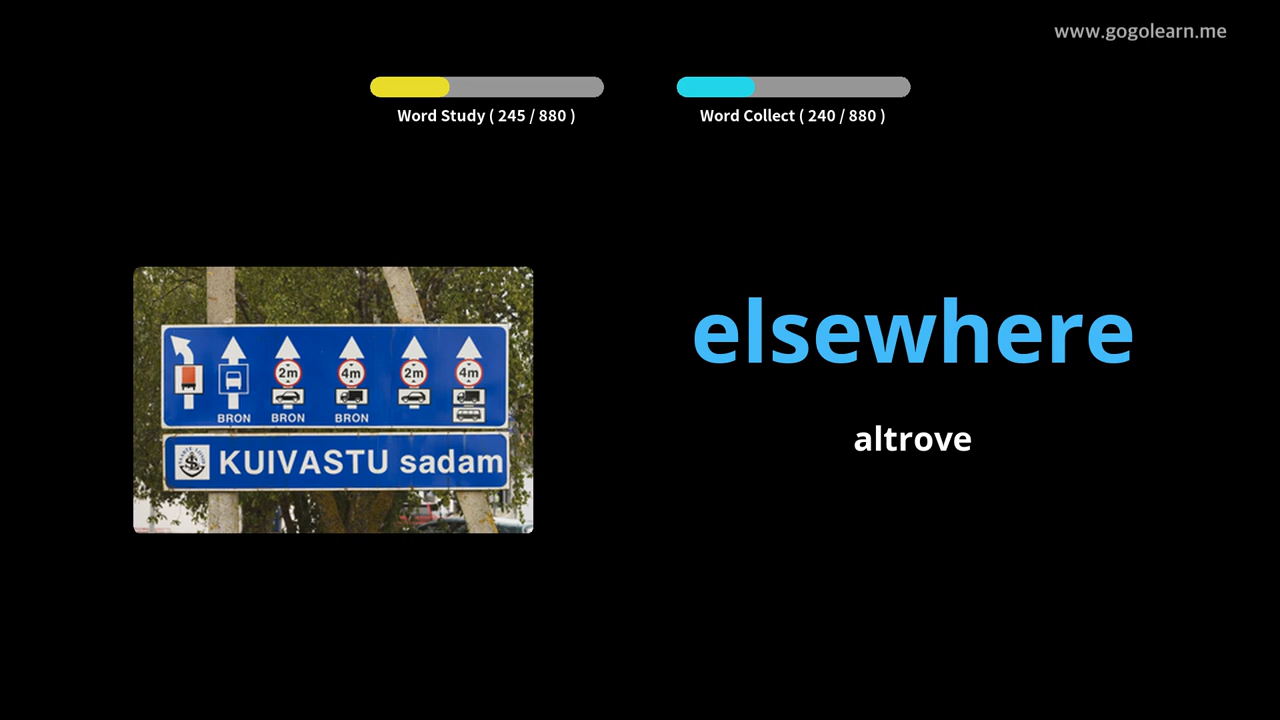 www.gogolearn.me
Word Study ( 245 / 880 )
Word Collect ( 240 / 880 )
elsewhere
altrove
2m 4m 2m 4m
BRON BRON BRON
KUIVASTU sadam